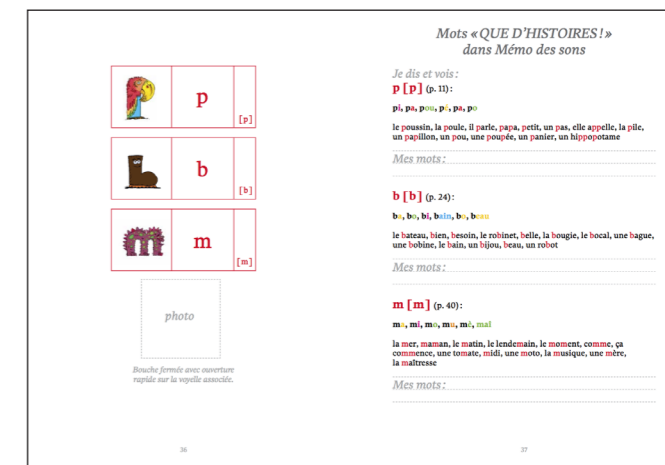 p
[p]
b
[b]
m
[m]
photo
Bouche fermée avec ouverture
rapide sur la voyelle associée.
36
Mots «QUE D'HISTOIRES!»
dans Mémo des sons
Je dis et vois :
p [p] (p. 11) :
pi, pa, pou, pé, pa, po
le poussin, la poule, il parle, papa, petit, un pas, elle appelle, la pile,
un papillon, un pou, une poupée, un panier, un hippopotame
Mes mots :
b [b] (p. 24) :
ba, bo, bi, bain, bo, beau
le bateau, bien, besoin, le robinet, belle, la bougie, le bocal, une bague,
une bobine, le bain, un bijou, beau, un robot
Mes mots :
m [m] (p. 40) :
ma, mi, mo, mu, mè, maî
la mer, maman, le matin, le lendemain, le moment, comme, ça
commence, une tomate, midi, une moto, la musique, une mère,
la maîtresse
Mes mots :
37